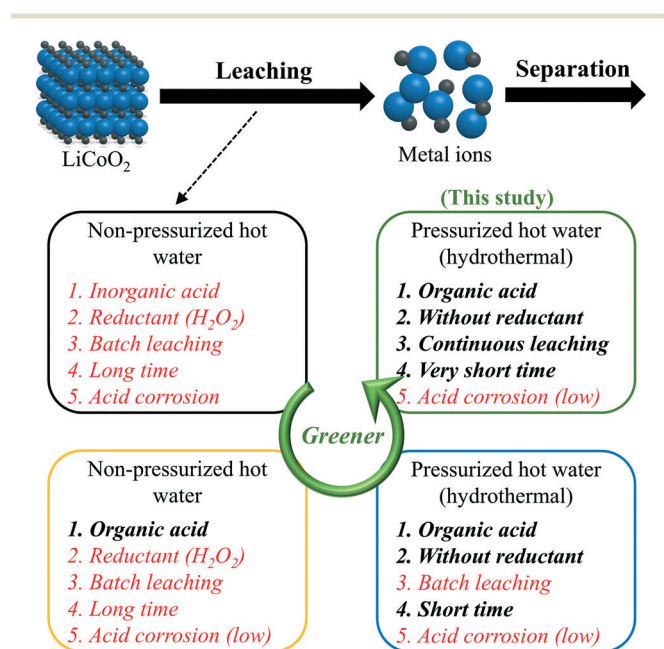 Leaching
Separation
LiCoO₂
Metal ions
(This study)
Non-pressurized hot
water
1. Inorganic acid
2. Reductant (H₂O₂)
3. Batch leaching
4. Long time
5. Acid corrosion
Pressurized hot water
(hydrothermal)
1. Organic acid
2. Without reductant
3. Continuous leaching
4. Very short time
5. Acid corrosion (low)
Greener
Non-pressurized hot
water
1. Organic acid
2. Reductant (H₂O₂)
3. Batch leaching
4. Long time
5. Acid corrosion (low)
Pressurized hot water
(hydrothermal)
1. Organic acid
2. Without reductant
3. Batch leaching
4. Short time
5. Acid corrosion (low)